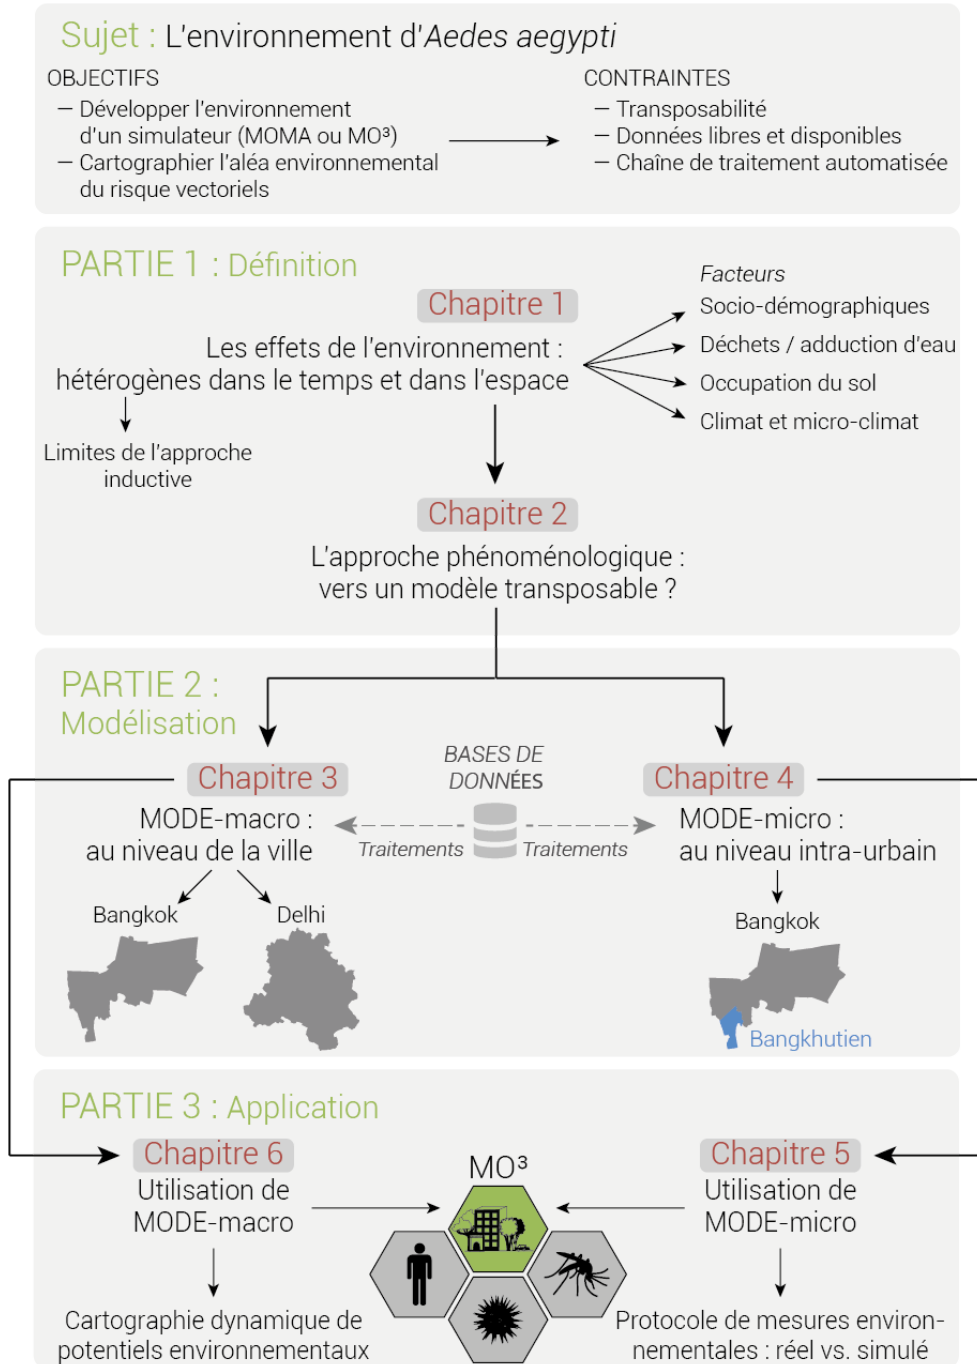 Sujet : L'environnement d'Aedes aegypti
OBJECTIFS
– Développer l'environnement
d'un simulateur (MOMA ou MO³)
– Cartographier l'aléa environnemental
du risque vectoriels
CONTRAINTES
– Transposabilité
– Données libres et disponibles
– Chaîne de traitement automatisée
PARTIE 1 : Définition
Chapitre 1
Les effets de l'environnement :
hétérogènes dans le temps et dans l'espace
Facteurs
Socio-démographiques
Déchets / adduction d'eau
Occupation du sol
Climat et micro-climat
Limites de l'approche
inductive
Chapitre 2
L'approche phénoménologique :
vers un modèle transposable ?
PARTIE 2 :
Modélisation
Chapitre 3
MODE-macro :
au niveau de la ville
BASES DE
DONNÉES
Traitements
Traitements
Chapitre 4
MODE-micro :
au niveau intra-urbain
Bangkok
Delhi
Bangkok
Bangkhutien
PARTIE 3 : Application
Chapitre 6
Utilisation de
MODE-macro
MO³
Chapitre 5
Utilisation de
MODE-micro
Cartographie dynamique de
potentiels environnementaux
Protocole de mesures environ-
nementales : réel vs. simulé